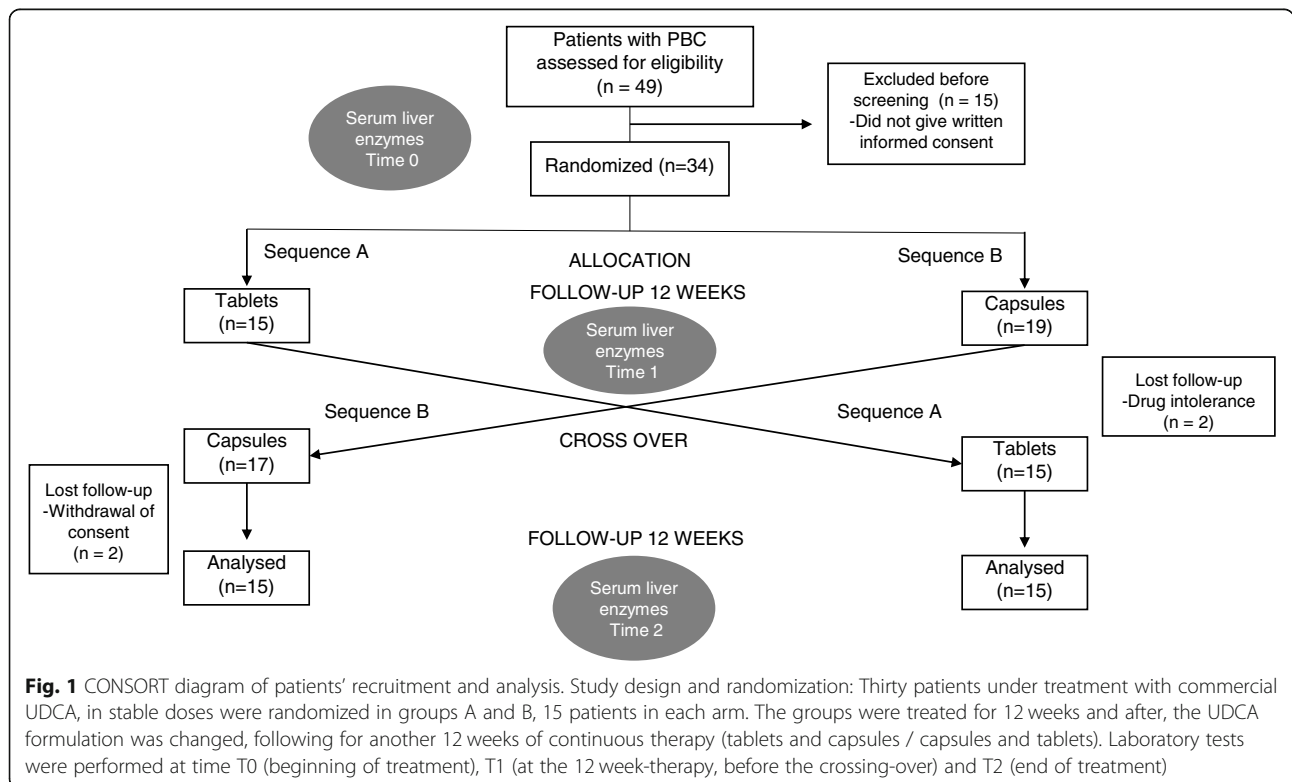 Patients with PBC
assessed for eligibility
(n = 49)
Excluded before
screening (n = 15)
-Did not give written
informed consent
Serum liver
enzymes
Time 0
Randomized (n=34)
Sequence A
Sequence B
ALLOCATION
FOLLOW-UP 12 WEEKS
Tablets
(n=15)
Capsules
(n=19)
Serum liver
enzymes
Time 1
Lost follow-up
-Drug intolerance
(n = 2)
Sequence B
Sequence A
CROSS OVER
Capsules
(n=17)
Tablets
(n=15)
Lost follow-up
-Withdrawal of
consent
(n = 2)
FOLLOW-UP 12 WEEKS
Analysed
(n=15)
Analysed
(n=15)
Serum liver
enzymes
Time 2
Fig. 1 CONSORT diagram of patients' recruitment and analysis. Study design and randomization: Thirty patients under treatment with commercial
UDCA, in stable doses were randomized in groups A and B, 15 patients in each arm. The groups were treated for 12 weeks and after, the UDCA
formulation was changed, following for another 12 weeks of continuous therapy (tablets and capsules / capsules and tablets). Laboratory tests
were performed at time T0 (beginning of treatment), T1 (at the 12 week-therapy, before the crossing-over) and T2 (end of treatment)